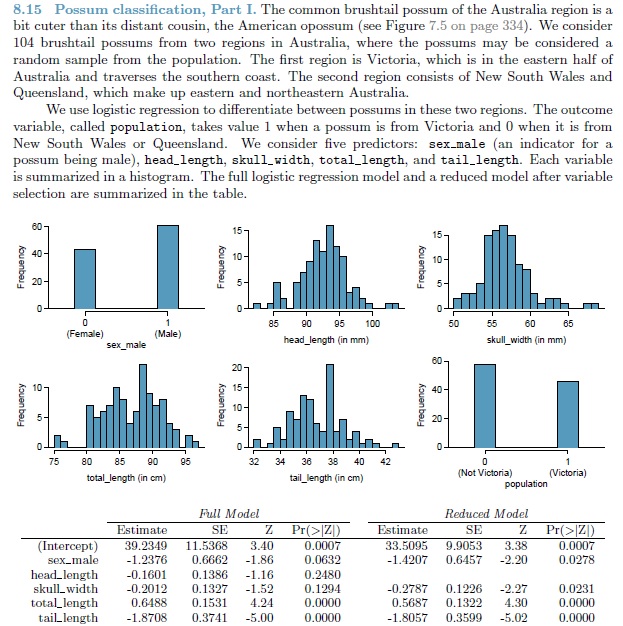 8.15 Possum classification, Part I. The common brushtail possum of the Australia region is a
bit cuter than its distant cousin, the American opossum (see Figure 7.5 on page 334). We consider
104 brushtail possums from two regions in Australia, where the possums may be considered a
random sample from the population. The first region is Victoria, which is in the eastern half of
Australia and traverses the southern coast. The second region consists of New South Wales and
Queensland, which make up eastern and northeastern Australia.
We use logistic regression to differentiate between possums in these two regions. The outcome
variable, called population, takes value 1 when a possum is from Victoria and 0 when it is from
New South Wales or Queensland. We consider five predictors: sex_male (an indicator for a
possum being male), head_length, skull_width, total_length, and tail_length. Each variable
is summarized in a histogram. The full logistic regression model and a reduced model after variable
selection are summarized in the table.
Frequency
60
40
20
0
0 1
(Female) (Male)
sex_male
Frequency
15
10
5
0
85 90 95 100
head_length (in mm)
Frequency
15
10
5
0
50 55 60 65
skull_width (in mm)
Frequency
10
5
0
75 80 85 90 95
total_length (in cm)
Frequency
20
15
10
5
0
32 34 36 38 40 42
tail_length (in cm)
Frequency
60
40
20
0
0 1
(Not Victoria) (Victoria)
population
Full Model Reduced Model
Estimate SE Z Pr(>|Z|) Estimate SE Z Pr(>|Z|)
(Intercept) 39.2349 11.5368 3.40 0.0007 33.5095 9.9053 3.38 0.0007
sex_male -1.2376 0.6662 -1.86 0.0632 -1.4207 0.6457 -2.20 0.0278
head_length -0.1601 0.1386 -1.16 0.2480
skull_width -0.2012 0.1327 -1.52 0.1294 -0.2787 0.1226 -2.27 0.0231
total_length 0.6488 0.1531 4.24 0.0000 0.5687 0.1322 4.30 0.0000
tail_length -1.8708 0.3741 -5.00 0.0000 -1.8057 0.3599 -5.02 0.0000